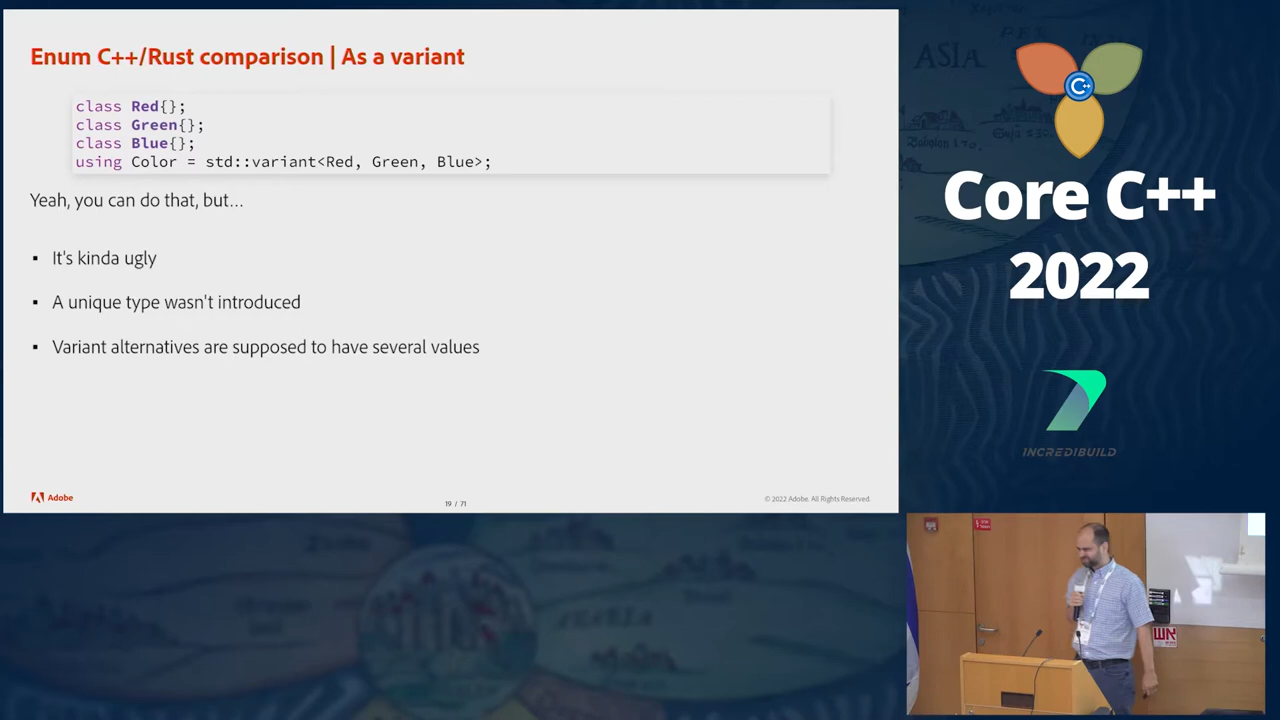 Enum C++/Rust comparison | As a variant
class Red{};
class Green{};
class Blue{};
using Color = std::variant<Red, Green, Blue>;
Yeah, you can do that, but…
▪ It's kinda ugly
▪ A unique type wasn't introduced
▪ Variant alternatives are supposed to have several values
Adobe
19 / 71
© 2022 Adobe. All Rights Reserved.
ASIA
C++
Core C++
2022
INCREDIBUILD